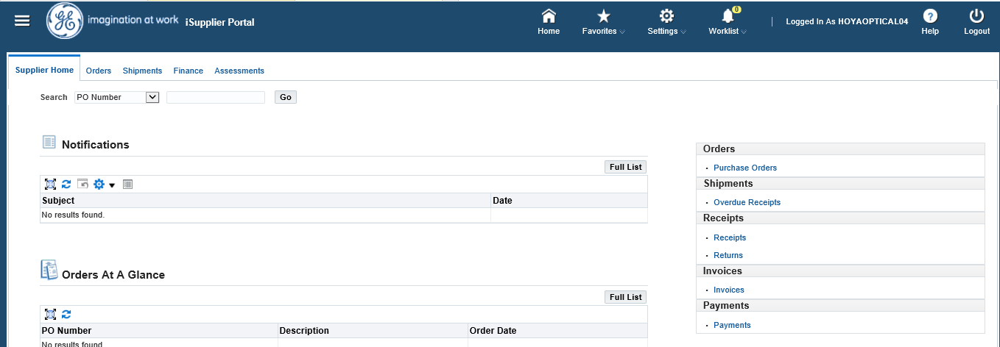 imagination at work iSupplier Portal
0
Home Favorites Settings Worklist Logged In As HOYAOPTICAL04 Help Logout
Supplier Home Orders Shipments Finance Assessments
Search PO Number Go
Notifications
Full List
Subject Date
No results found.
Orders At A Glance
Full List
PO Number Description Order Date
No results found
Orders
Purchase Orders
Shipments
Overdue Receipts
Receipts
Receipts
Returns
Invoices
Invoices
Payments
Payments